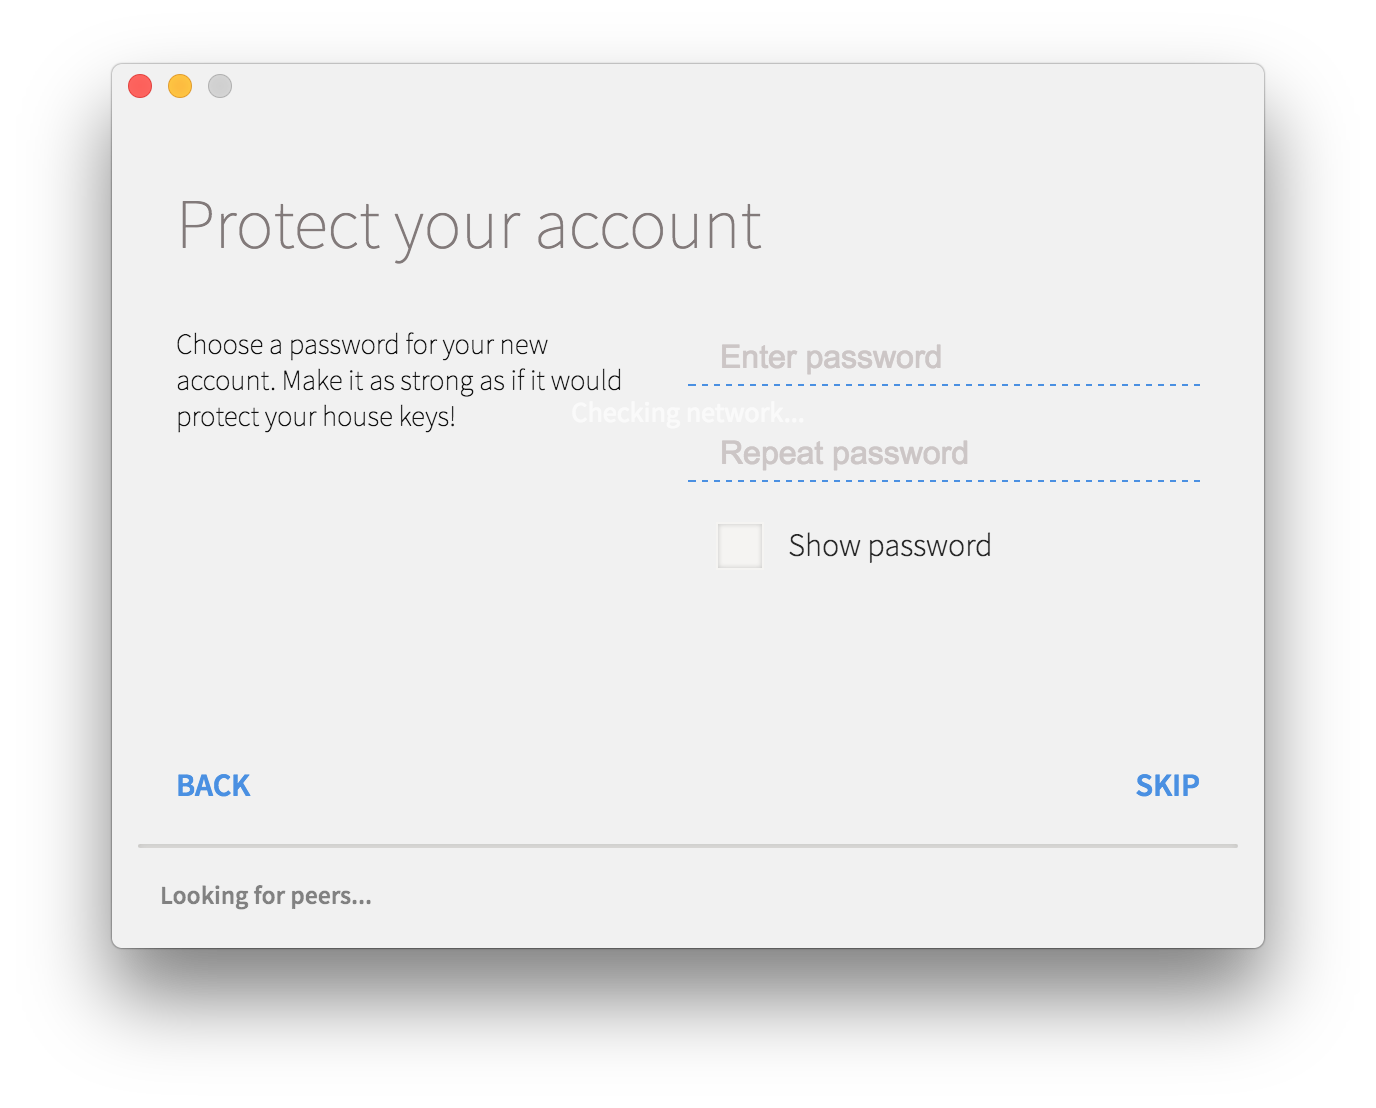 Protect your account
Choose a password for your new
account. Make it as strong as if it would
protect your house keys!
Enter password
Checking network...
Repeat password
Show password
BACK
SKIP
Looking for peers...